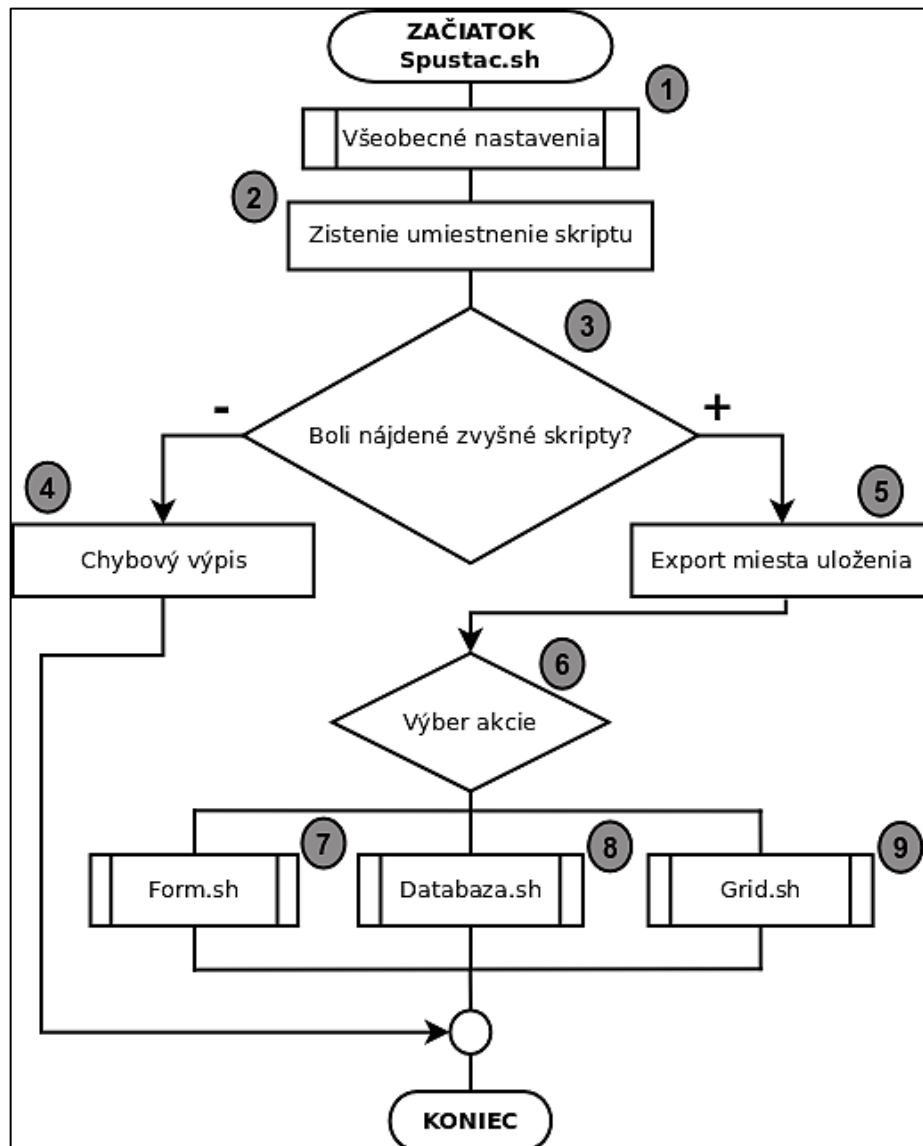 ZAČIATOK
Spustac.sh
1
Všeobecné nastavenia
2
Zistenie umiestnenie skriptu
3
-
+
Boli nájdené zvyšné skripty?
4
5
Chybový výpis
Export miesta uloženia
6
Výber akcie
7
8
9
Form.sh
Databaza.sh
Grid.sh
KONIEC